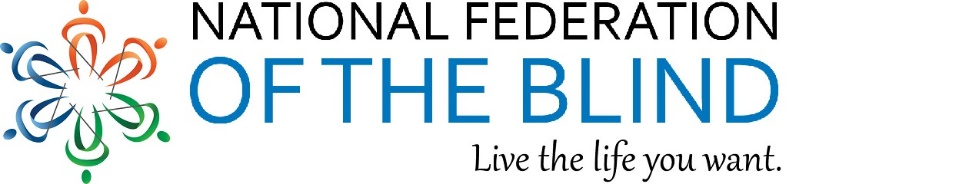 NATIONAL FEDERATION
OF THE BLIND
Live the life you want.